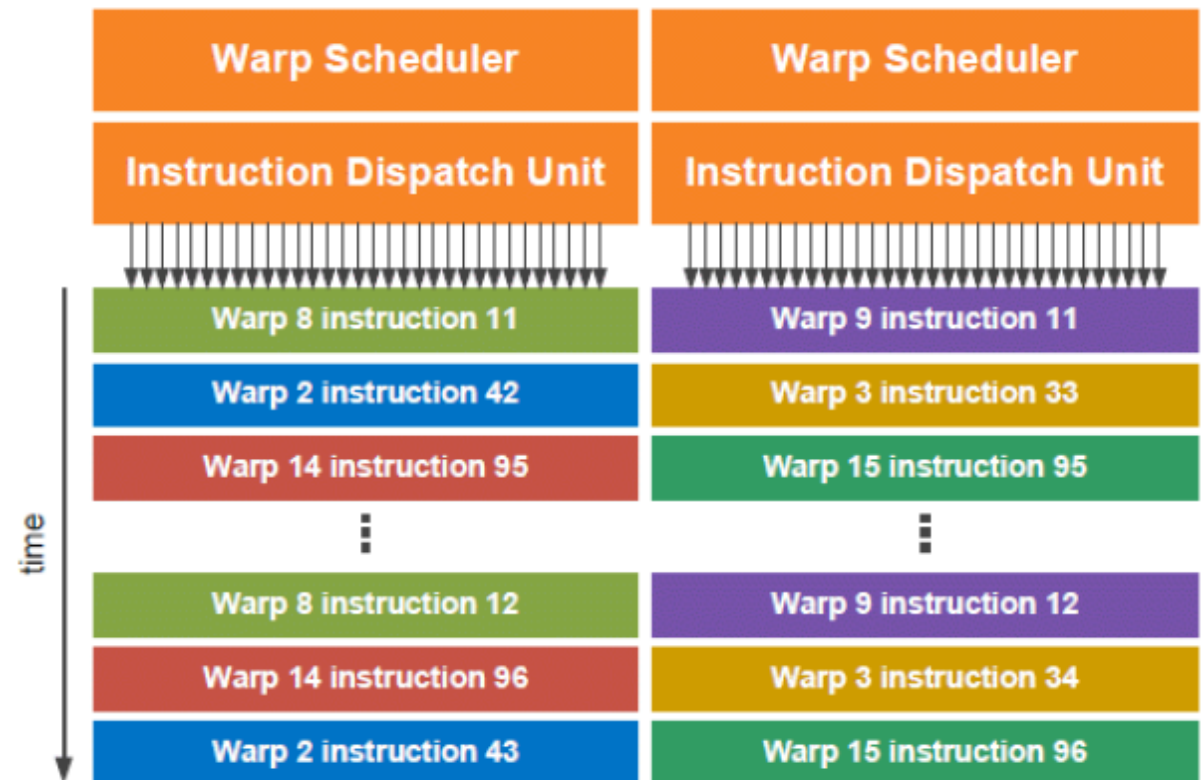 Warp Scheduler
Warp Scheduler
Instruction Dispatch Unit
Instruction Dispatch Unit
Warp 8 instruction 11
Warp 9 instruction 11
Warp 2 instruction 42
Warp 3 instruction 33
Warp 14 instruction 95
Warp 15 instruction 95
time
Warp 8 instruction 12
Warp 9 instruction 12
Warp 14 instruction 96
Warp 3 instruction 34
Warp 2 instruction 43
Warp 15 instruction 96